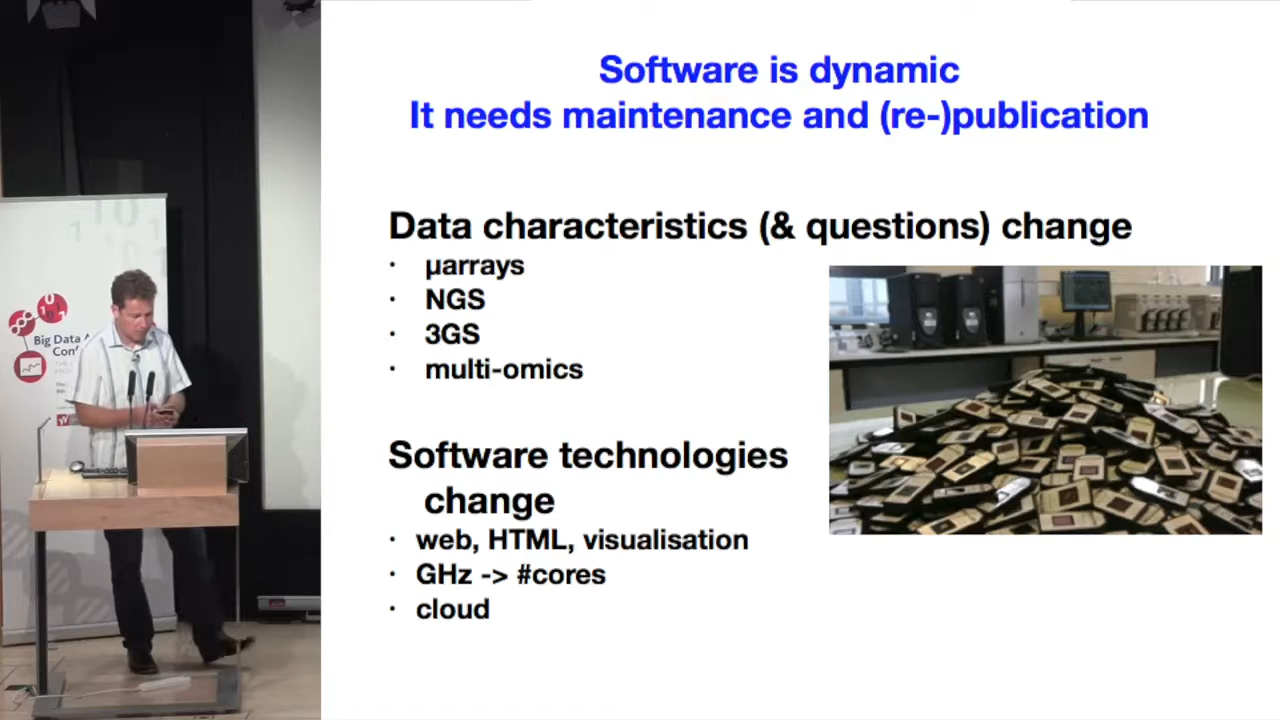 Software is dynamic
It needs maintenance and (re-)publication
Data characteristics (& questions) change
· µarrays
· NGS
· 3GS
· multi-omics
Software technologies
change
· web, HTML, visualisation
· GHz -> #cores
· cloud
Big Data